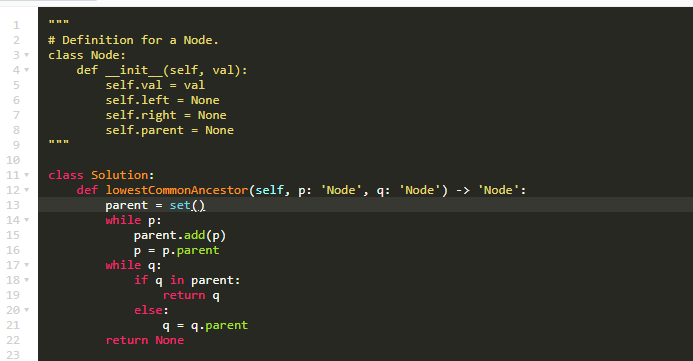 1 """
2 # Definition for a Node.
3 class Node:
4     def __init__(self, val):
5         self.val = val
6         self.left = None
7         self.right = None
8         self.parent = None
9 """
10
11 class Solution:
12     def lowestCommonAncestor(self, p: 'Node', q: 'Node') -> 'Node':
13         parent = set()
14         while p:
15             parent.add(p)
16             p = p.parent
17         while q:
18             if q in parent:
19                 return q
20             else:
21                 q = q.parent
22         return None
23